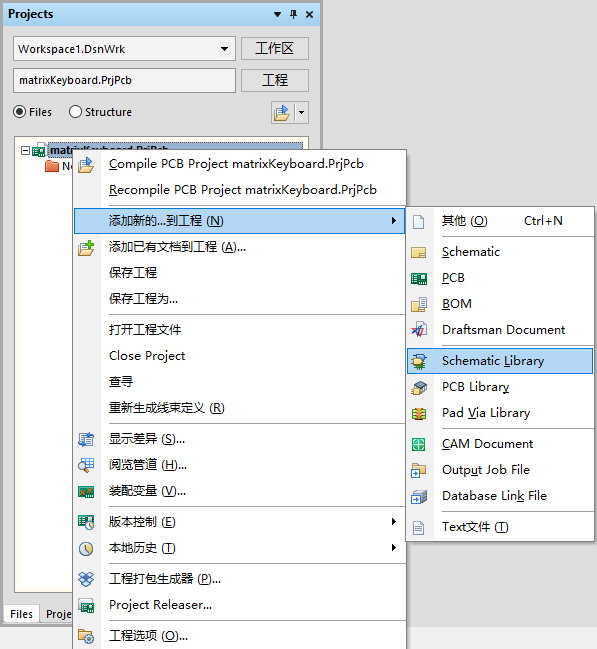 Projects
Workspace1.DsnWrk
工作区
matrixKeyboard.PrjPcb
工程
Files
Structure
matrixKeyboard.PrjPcb
Compile PCB Project matrixKeyboard.PrjPcb
Recompile PCB Project matrixKeyboard.PrjPcb
添加新的...到工程 (N)
添加已有文档到工程 (A)...
保存工程
保存工程为...
打开工程文件
Close Project
查寻
重新生成线束定义 (R)
显示差异 (S)...
阅览管道 (H)...
装配变量 (V)...
版本控制 (E)
本地历史 (T)
工程打包生成器 (P)...
Project Releaser...
工程选项 (O)...
其他 (O) Ctrl+N
Schematic
PCB
BOM
Draftsman Document
Schematic Library
PCB Library
Pad Via Library
CAM Document
Output Job File
Database Link File
Text文件 (T)
Files
Proje